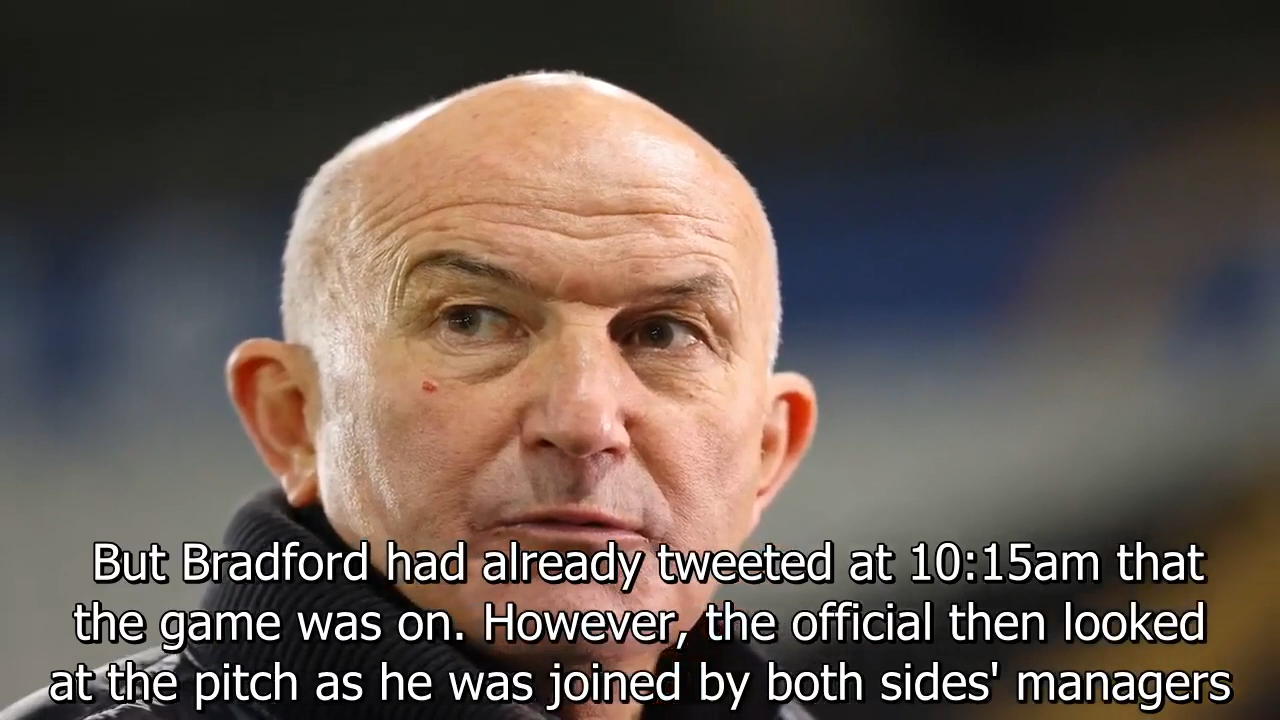 But Bradford had already tweeted at 10:15am that
the game was on. However, the official then looked
at the pitch as he was joined by both sides' managers